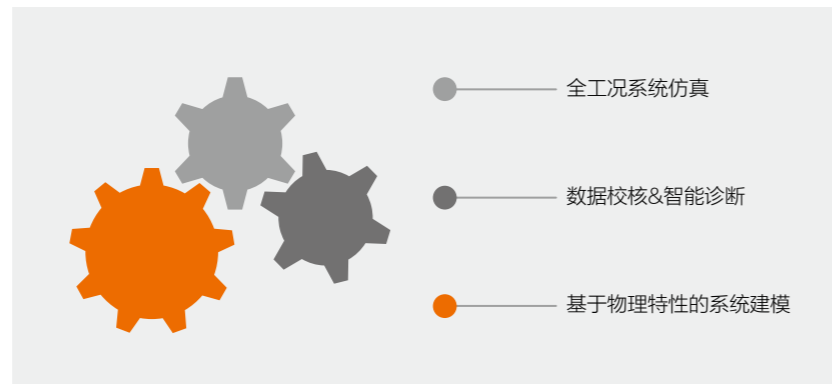 全工况系统仿真
数据校核&智能诊断
基于物理特性的系统建模